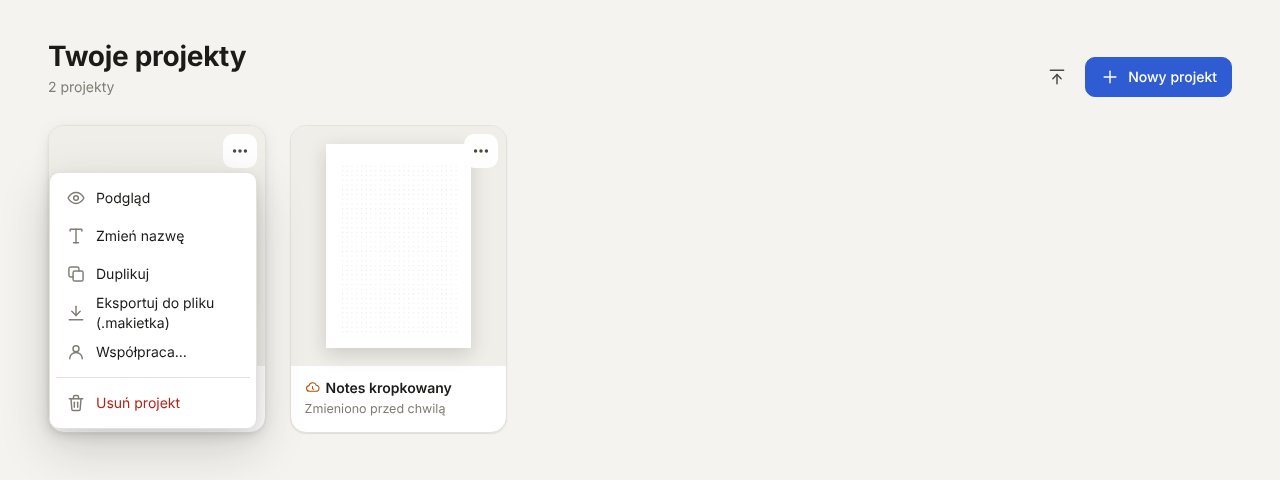 Twoje projekty
2 projekty
Nowy projekt
Podgląd
Zmień nazwę
Duplikuj
Eksportuj do pliku
(.makietka)
Współpraca...
Usuń projekt
Notes kropkowany
Zmieniono przed chwilą